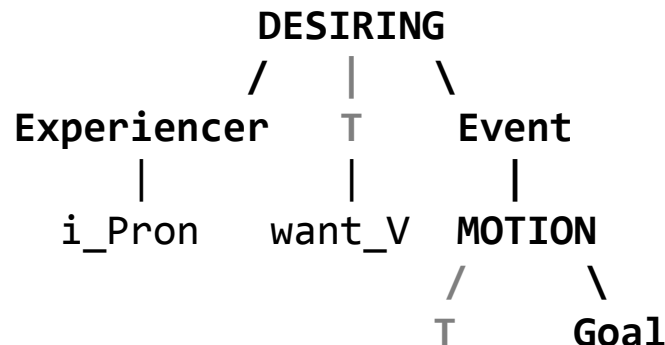 DESIRING
/ | \
Experiencer T Event
| | |
i_Pron want_V MOTION
/ \
T Goal